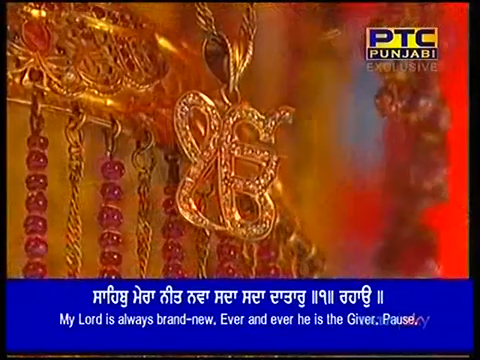 PTC
PUNJABI
EXCLUSIVE
ਸਾਹਿਬੁ ਮੇਰਾ ਨੀਤ ਨਵਾ ਸਦਾ ਸਦਾ ਦਾਤਾਰੁ ॥੧॥ ਰਹਾਉ ॥
My Lord is always brand-new, Ever and ever he is the Giver, Pause,